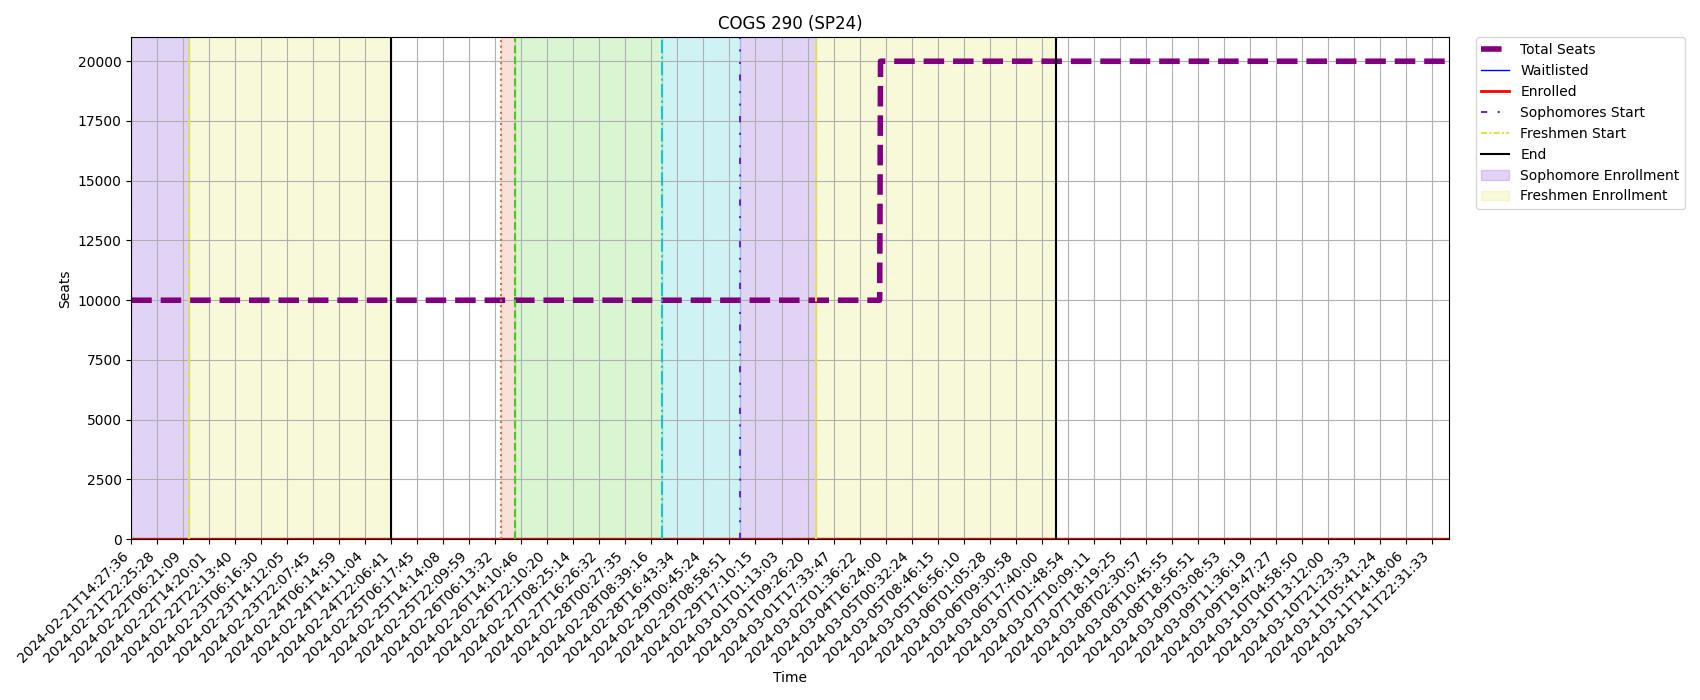 COGS 290 (SP24)
Seats
20000
17500
15000
12500
10000
7500
5000
2500
0
2024-02-21T14:27:36
2024-02-21T22:25:28
2024-02-22T06:21:09
2024-02-22T14:20:01
2024-02-22T22:13:40
2024-02-23T06:16:30
2024-02-23T14:12:05
2024-02-23T22:07:45
2024-02-24T06:14:59
2024-02-24T14:11:04
2024-02-24T22:06:41
2024-02-25T06:17:45
2024-02-25T14:14:08
2024-02-25T22:09:59
2024-02-26T06:13:32
2024-02-26T14:10:46
2024-02-26T22:10:20
2024-02-27T08:25:14
2024-02-27T16:26:32
2024-02-28T00:27:35
2024-02-28T08:39:16
2024-02-28T16:43:34
2024-02-29T00:45:24
2024-02-29T08:58:51
2024-02-29T17:10:15
2024-03-01T01:13:03
2024-03-01T09:26:20
2024-03-01T17:33:47
2024-03-02T01:36:22
2024-03-04T16:24:00
2024-03-05T00:32:24
2024-03-05T08:46:15
2024-03-05T16:56:10
2024-03-06T01:05:28
2024-03-06T09:30:58
2024-03-06T17:40:00
2024-03-07T01:48:54
2024-03-07T10:09:11
2024-03-07T18:19:25
2024-03-08T02:30:57
2024-03-08T10:45:55
2024-03-08T18:56:51
2024-03-09T03:08:53
2024-03-09T11:36:19
2024-03-09T19:47:27
2024-03-10T04:58:50
2024-03-10T13:12:00
2024-03-10T21:23:33
2024-03-11T05:41:24
2024-03-11T14:18:06
2024-03-11T22:31:33
Time
Total Seats
Waitlisted
Enrolled
Sophomores Start
Freshmen Start
End
Sophomore Enrollment
Freshmen Enrollment